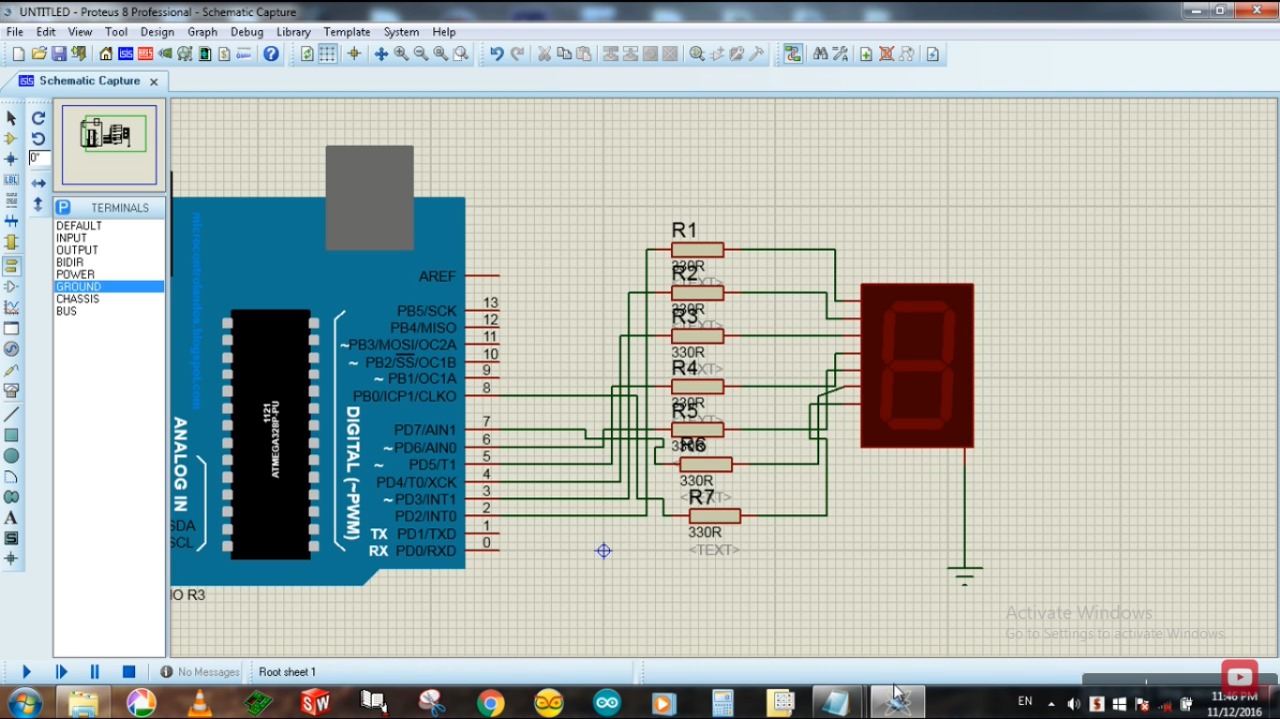 UNTITLED - Proteus 8 Professional - Schematic Capture
File Edit View Tool Design Graph Debug Library Template System Help
Schematic Capture
0°
LBL
TERMINALS
DEFAULT
INPUT
OUTPUT
BIDIR
POWER
GROUND
CHASSIS
BUS
microcontrolandos.blogspot.com
ANALOG IN
1121
ATMEGA328P-PU
DIGITAL (~PWM)
AREF
PB5/SCK 13
PB4/MISO 12
~PB3/MOSI/OC2A 11
~ PB2/SS/OC1B 10
~ PB1/OC1A 9
PB0/ICP1/CLKO 8
PD7/AIN1 7
~PD6/AIN0 6
~ PD5/T1 5
PD4/T0/XCK 4
~PD3/INT1 3
PD2/INT0 2
TX PD1/TXD 1
RX PD0/RXD 0
SDA
SCL
IO R3
R1
330R
<TEXT>
R2
330R
<TEXT>
R3
330R
<TEXT>
R4
330R
<TEXT>
R5
330R
R6
330R
<TEXT>
R7
330R
<TEXT>
Activate Windows
Go to Settings to activate Windows.
No Messages
Root sheet 1
EN
11:46 PM
11/12/2016